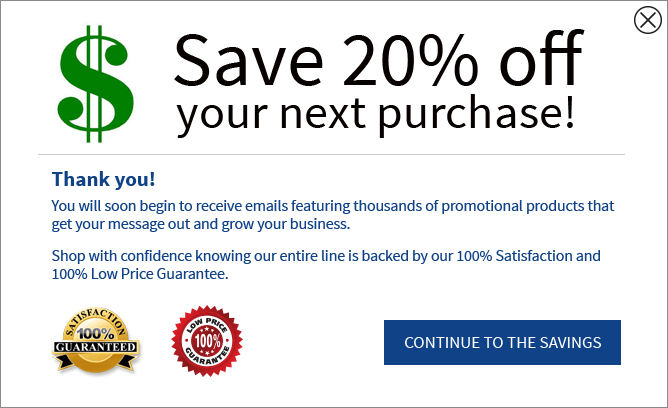 Save 20% off
your next purchase!
Thank you!
You will soon begin to receive emails featuring thousands of promotional products that
get your message out and grow your business.
Shop with confidence knowing our entire line is backed by our 100% Satisfaction and
100% Low Price Guarantee.
SATISFACTION
100%
GUARANTEED
LOW PRICE
100%
GUARANTEE
CONTINUE TO THE SAVINGS